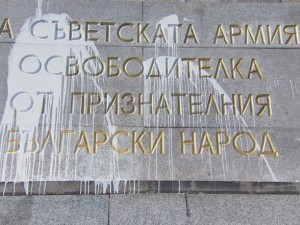 А СЪВЕТСКАТА АРМИЯ
ОСВОБОДИТЕЛКА
ОТ ПРИЗНАТЕЛНИЯ
БЪЛГАРСКИ НАРОД